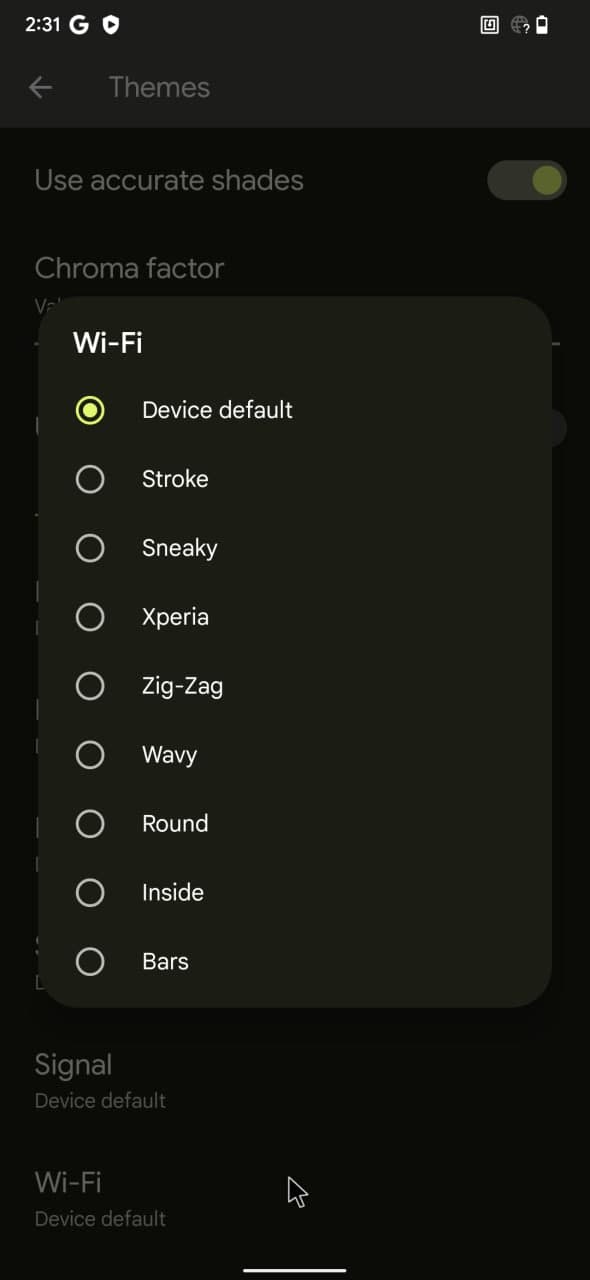 2:31
Themes
Use accurate shades
Chroma factor
Wi-Fi
Device default
Stroke
Sneaky
Xperia
Zig-Zag
Wavy
Round
Inside
Bars
Signal
Device default
Wi-Fi
Device default